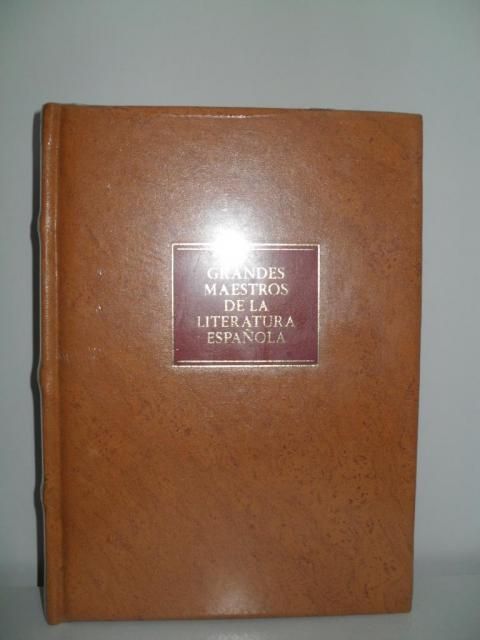 GRANDES
MAESTROS
DE LA
LITERATURA
ESPAÑOLA